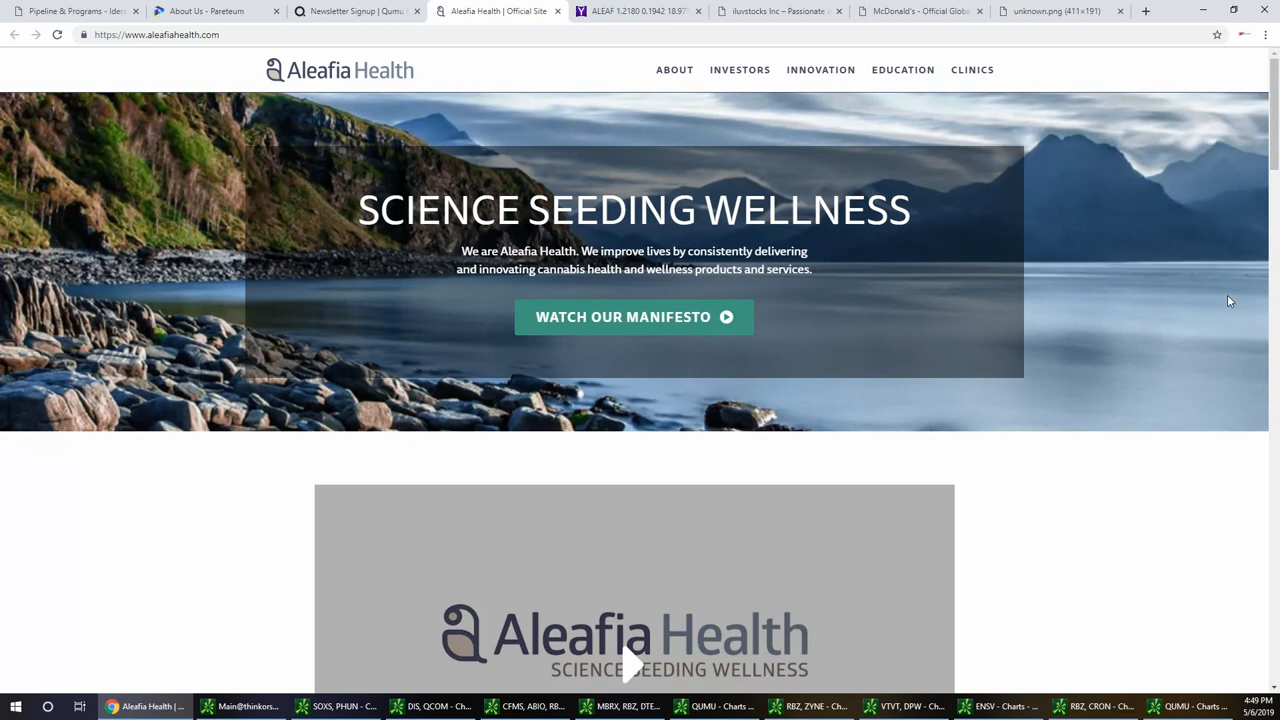 Pipeline & Programs - Ider
About Us - Pareteum
Newsletter Signup | Qumu
Aleafia Health | Official Site
ALEAF 1.2180 0.1942 18.97
iluvstocks Inc – Passionate
McDonald's - Official Globa
unknown.png (411×191)
https://www.aleafiahealth.com
Aleafia Health
ABOUT
INVESTORS
INNOVATION
EDUCATION
CLINICS
SCIENCE SEEDING WELLNESS
We are Aleafia Health. We improve lives by consistently delivering
and innovating cannabis health and wellness products and services.
WATCH OUR MANIFESTO
Aleafia Health
SCIENCE SEEDING WELLNESS
Aleafia Health | ...
Main@thinkors...
SOXS, PHUN - C...
DIS, QCOM - Ch...
CFMS, ABIO, RB...
MBRX, RBZ, DTE...
QUMU - Charts ...
RBZ, ZYNE - Ch...
VTVT, DPW - Ch...
ENSV - Charts - ...
RBZ, CRON - Ch...
QUMU - Charts ...
4:49 PM
5/6/2019